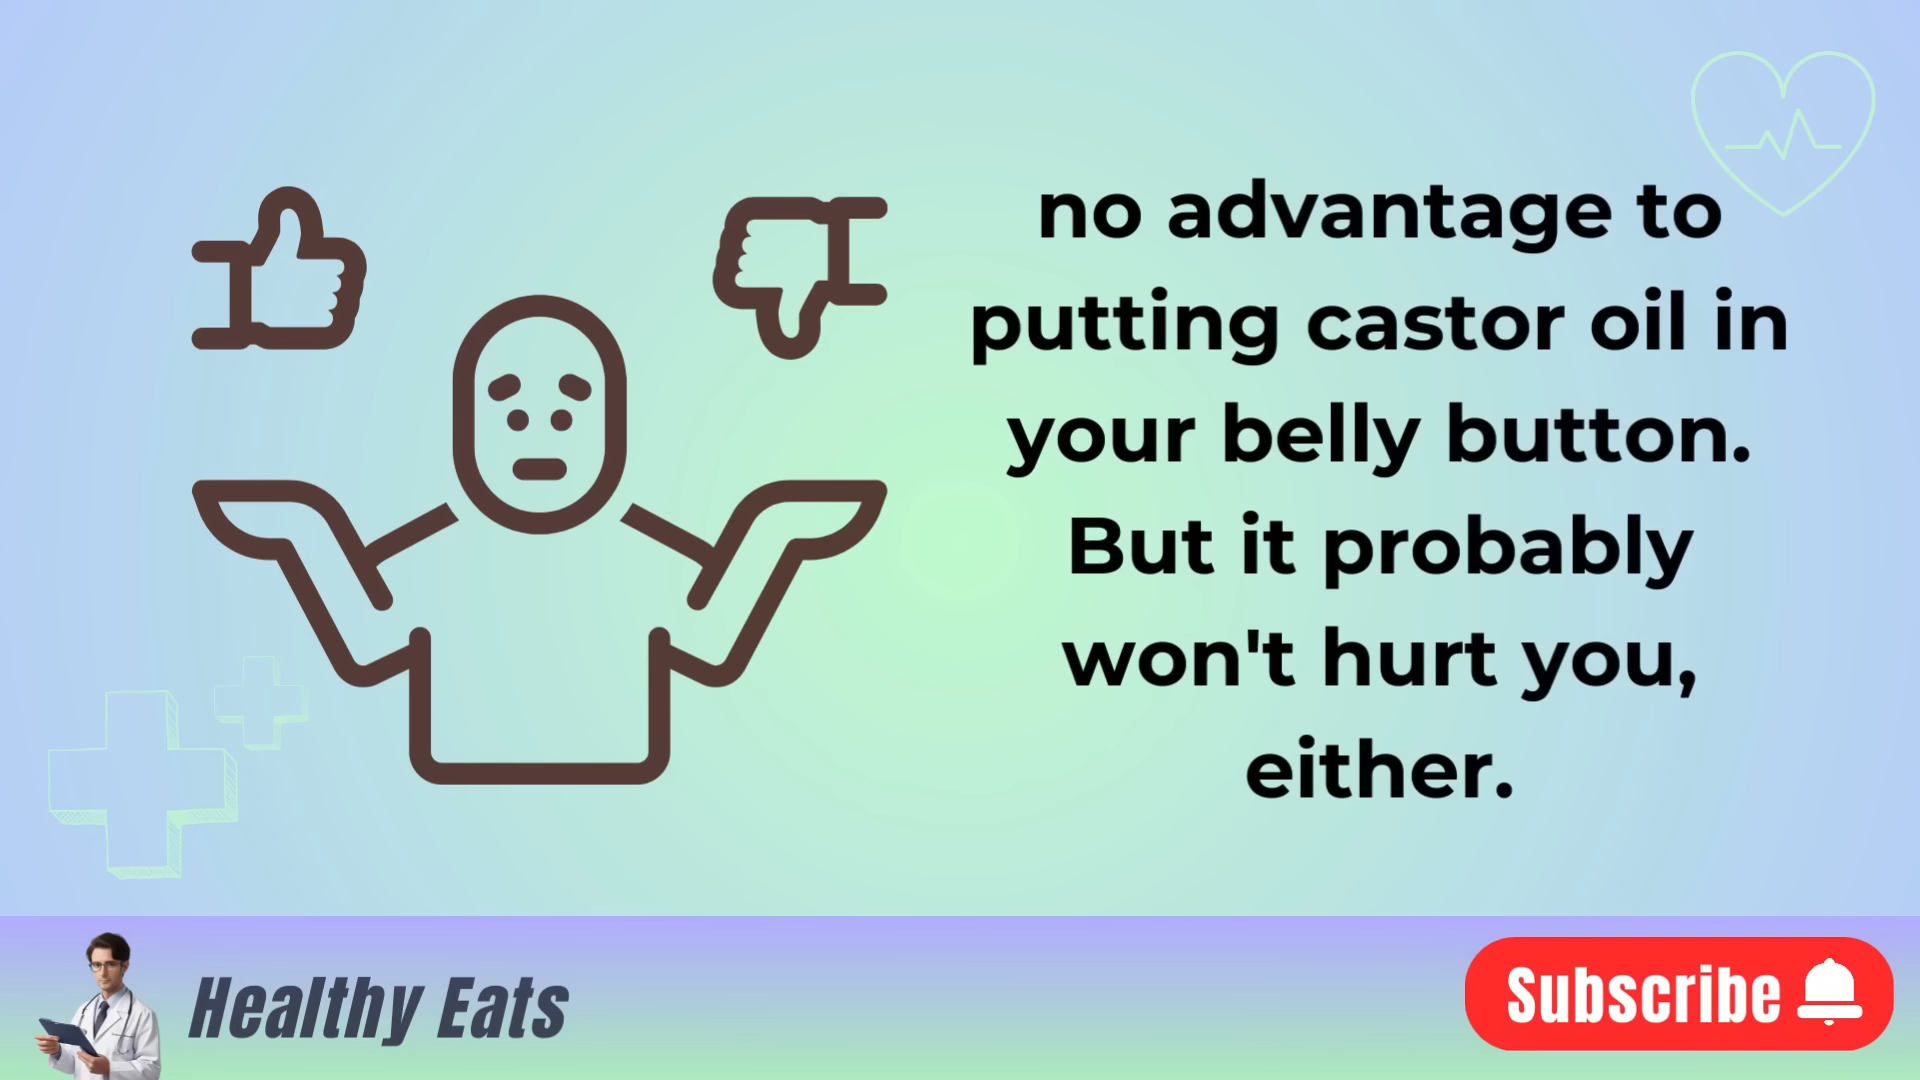 no advantage to
putting castor oil in
your belly button.
But it probably
won't hurt you,
either.
Healthy Eats
Subscribe